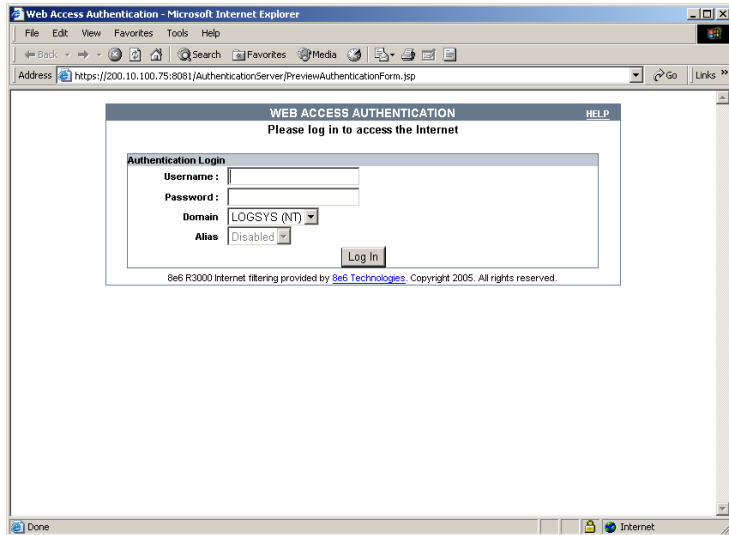 Web Access Authentication - Microsoft Internet Explorer
File Edit View Favorites Tools Help
Back Search Favorites Media
Address https://200.10.100.75:8081/AuthenticationServer/PreviewAuthenticationForm.jsp Go Links »
WEB ACCESS AUTHENTICATION HELP
Please log in to access the Internet
Authentication Login
Username :
Password :
Domain LOGSYS (NT)
Alias Disabled
Log In
8e6 R3000 Internet filtering provided by 8e6 Technologies. Copyright 2005. All rights reserved.
Done Internet